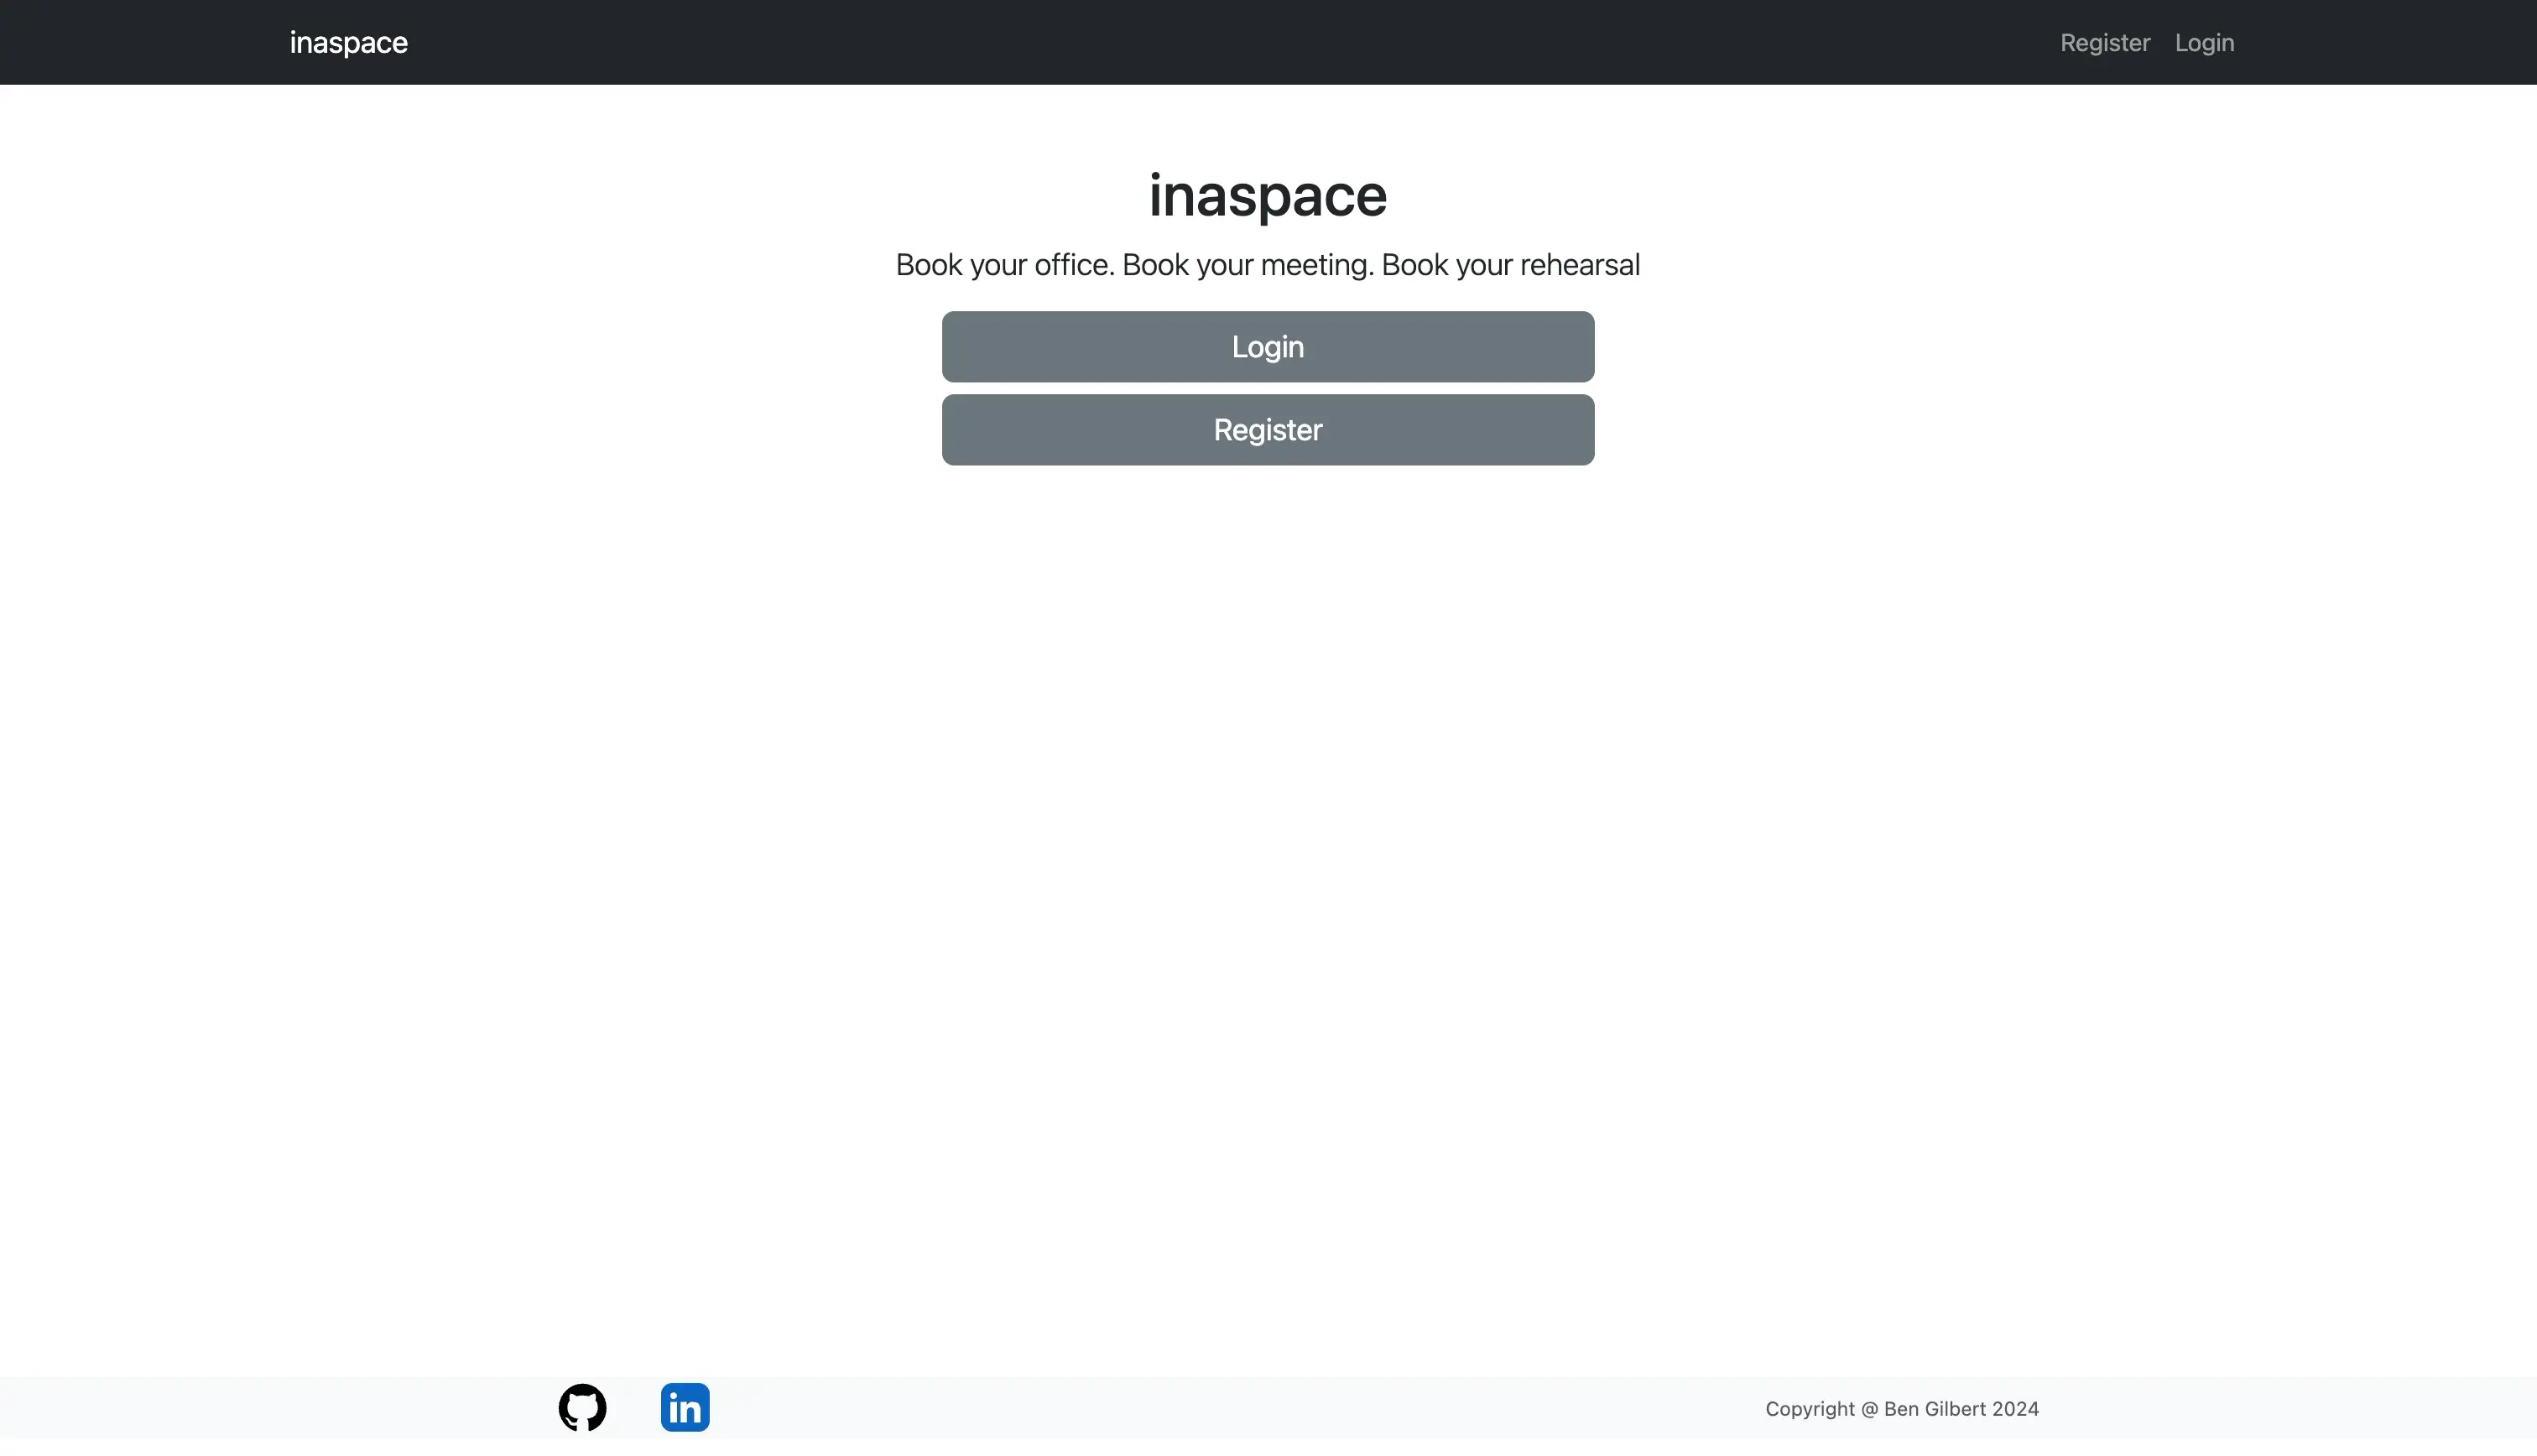 inaspace
Register Login
inaspace
Book your office. Book your meeting. Book your rehearsal
Login
Register
in
Copyright @ Ben Gilbert 2024